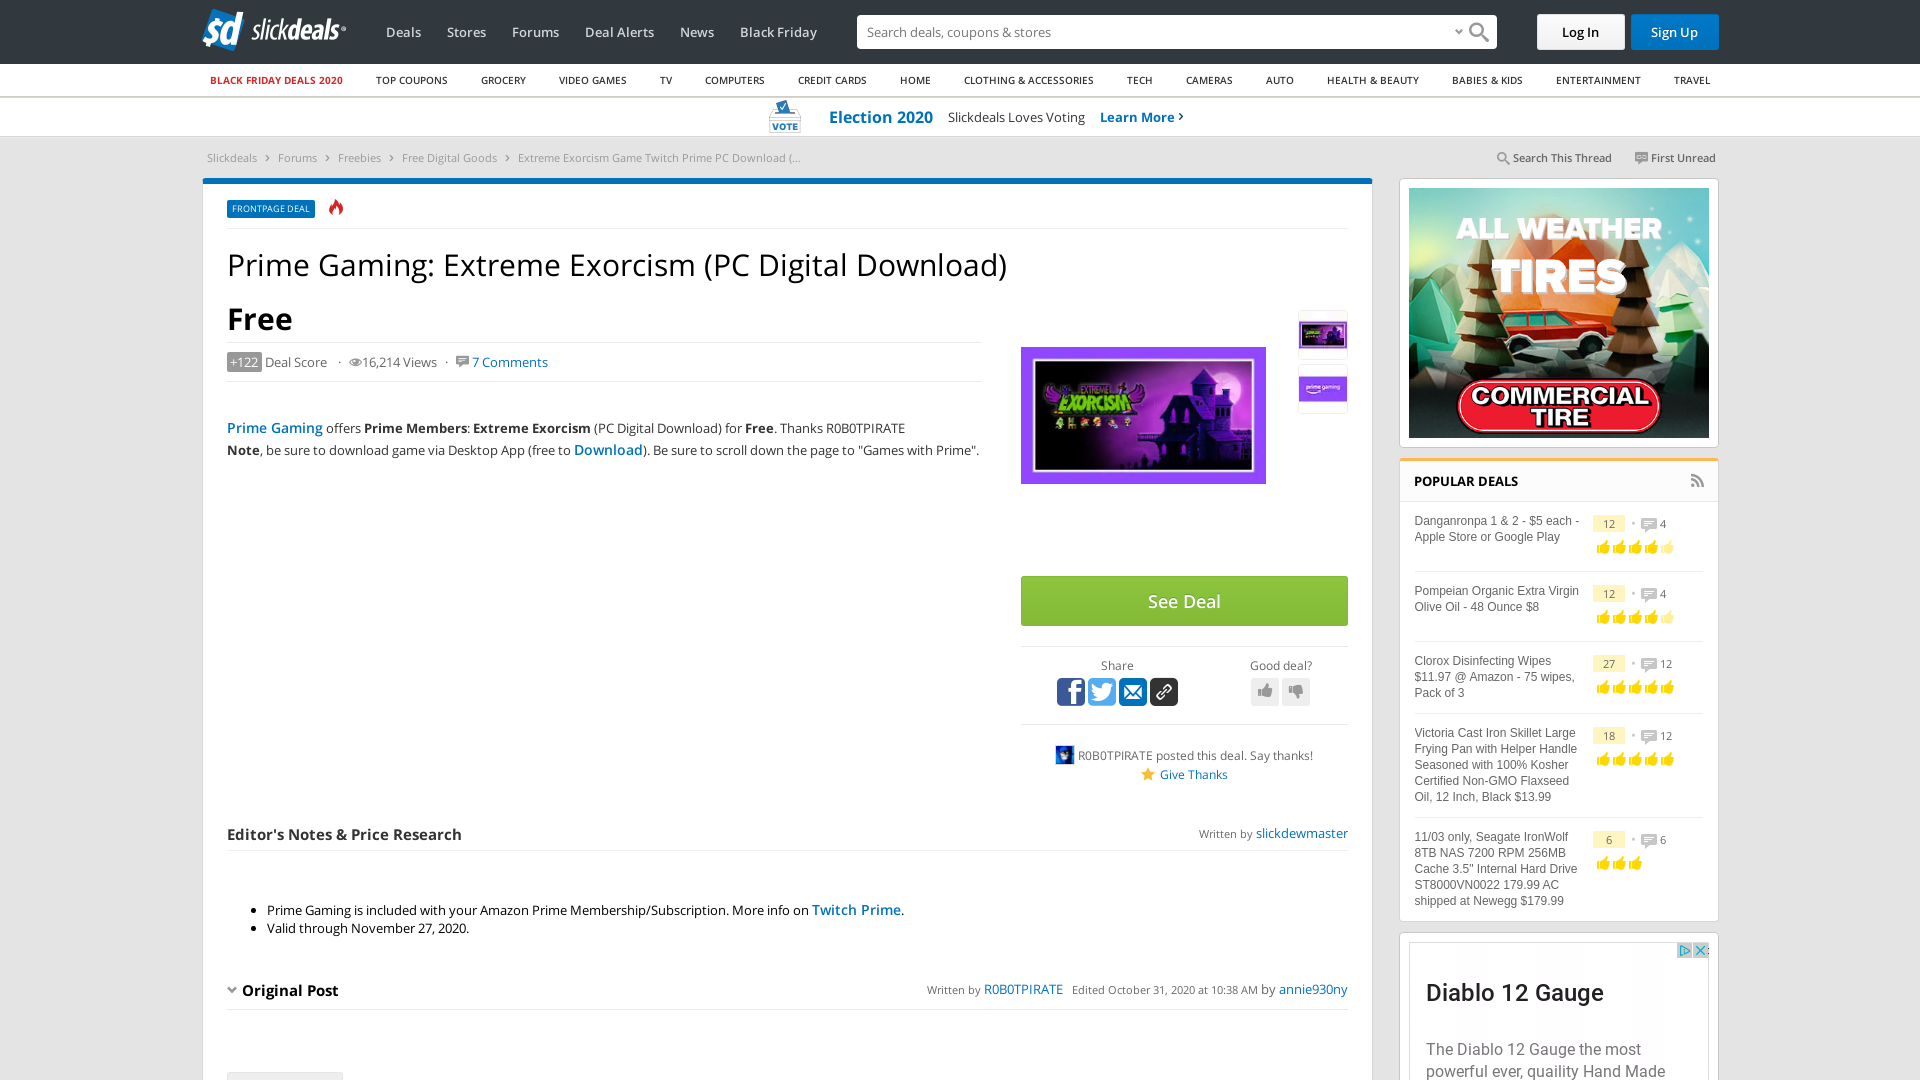 slickdeals
Deals Stores Forums Deal Alerts News Black Friday
Search deals, coupons & stores
Log In Sign Up
BLACK FRIDAY DEALS 2020 TOP COUPONS GROCERY VIDEO GAMES TV COMPUTERS CREDIT CARDS HOME CLOTHING & ACCESSORIES TECH CAMERAS AUTO HEALTH & BEAUTY BABIES & KIDS ENTERTAINMENT TRAVEL
VOTE Election 2020 Slickdeals Loves Voting Learn More
Slickdeals Forums Freebies Free Digital Goods Extreme Exorcism Game Twitch Prime PC Download (...
Search This Thread First Unread
FRONTPAGE DEAL
Prime Gaming: Extreme Exorcism (PC Digital Download)
Free
+122 Deal Score · 16,214 Views · 7 Comments
Prime Gaming offers Prime Members: Extreme Exorcism (PC Digital Download) for Free. Thanks R0B0TPIRATE
Note, be sure to download game via Desktop App (free to Download). Be sure to scroll down the page to "Games with Prime".
EXTREME
EXORCISM
prime gaming
See Deal
Share
Good deal?
R0B0TPIRATE posted this deal. Say thanks!
Give Thanks
Editor's Notes & Price Research
Written by slickdewmaster
• Prime Gaming is included with your Amazon Prime Membership/Subscription. More info on Twitch Prime.
• Valid through November 27, 2020.
Original Post
Written by R0B0TPIRATE Edited October 31, 2020 at 10:38 AM by annie930ny
ALL WEATHER
TIRES
COMMERCIAL
TIRE
POPULAR DEALS
Danganronpa 1 & 2 - $5 each -
Apple Store or Google Play
12 • 4
Pompeian Organic Extra Virgin
Olive Oil - 48 Ounce $8
12 • 4
Clorox Disinfecting Wipes
$11.97 @ Amazon - 75 wipes,
Pack of 3
27 • 12
Victoria Cast Iron Skillet Large
Frying Pan with Helper Handle
Seasoned with 100% Kosher
Certified Non-GMO Flaxseed
Oil, 12 Inch, Black $13.99
18 • 12
11/03 only, Seagate IronWolf
8TB NAS 7200 RPM 256MB
Cache 3.5" Internal Hard Drive
ST8000VN0022 179.99 AC
shipped at Newegg $179.99
6 • 6
Diablo 12 Gauge
The Diablo 12 Gauge the most
powerful ever, quaility Hand Made